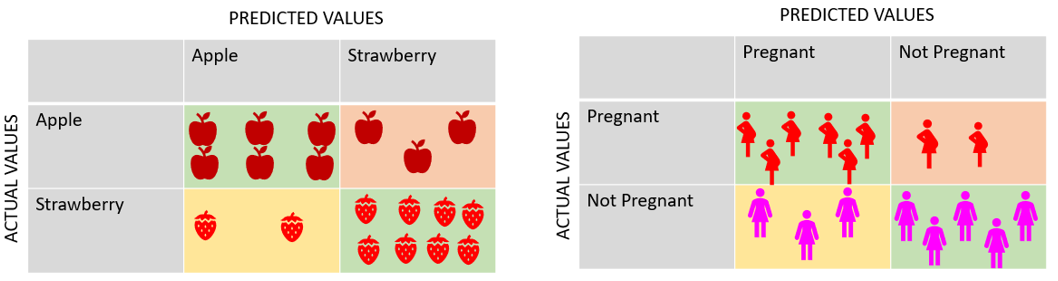 PREDICTED VALUES
Apple Strawberry
ACTUAL VALUES
Apple
Strawberry
PREDICTED VALUES
Pregnant Not Pregnant
ACTUAL VALUES
Pregnant
Not Pregnant